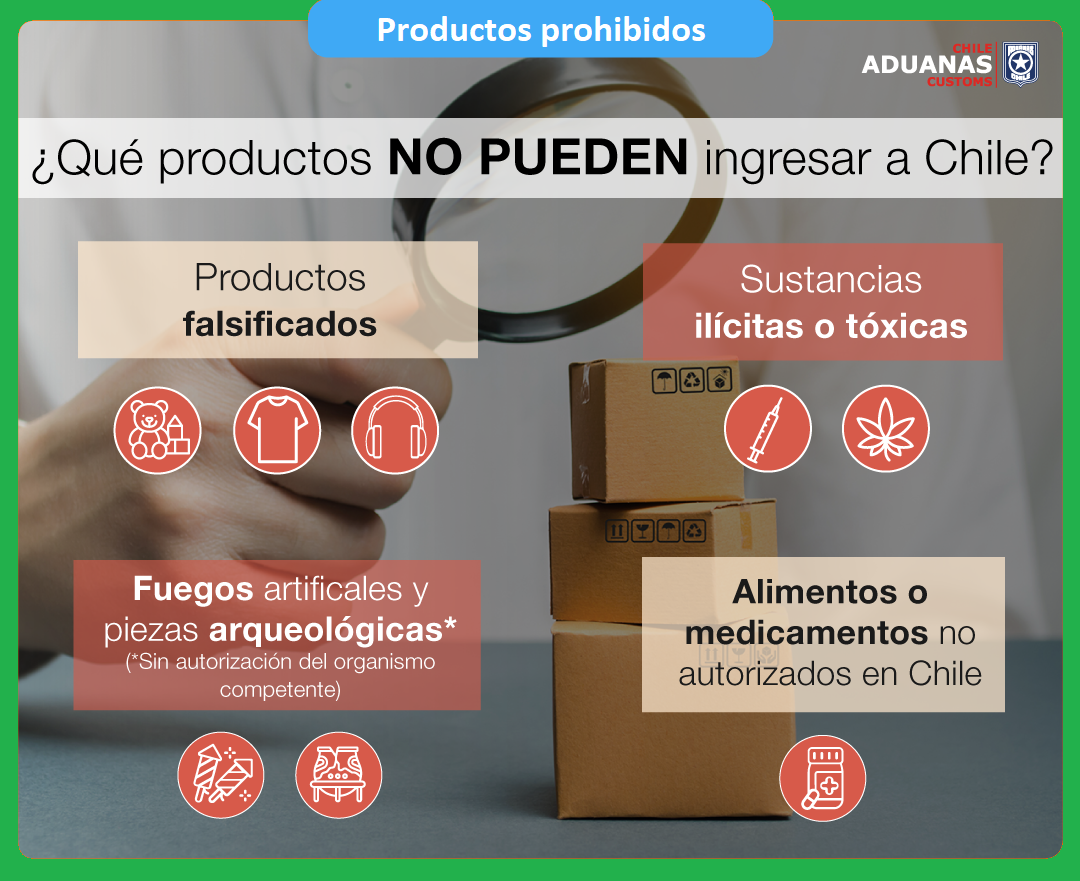 Productos prohibidos
CHILE
ADUANAS
CUSTOMS
¿Qué productos NO PUEDEN ingresar a Chile?
Productos
falsificados
Sustancias
ilícitas o tóxicas
Fuegos artificales y
piezas arqueológicas*
(*Sin autorización del organismo
competente)
Alimentos o
medicamentos no
autorizados en Chile